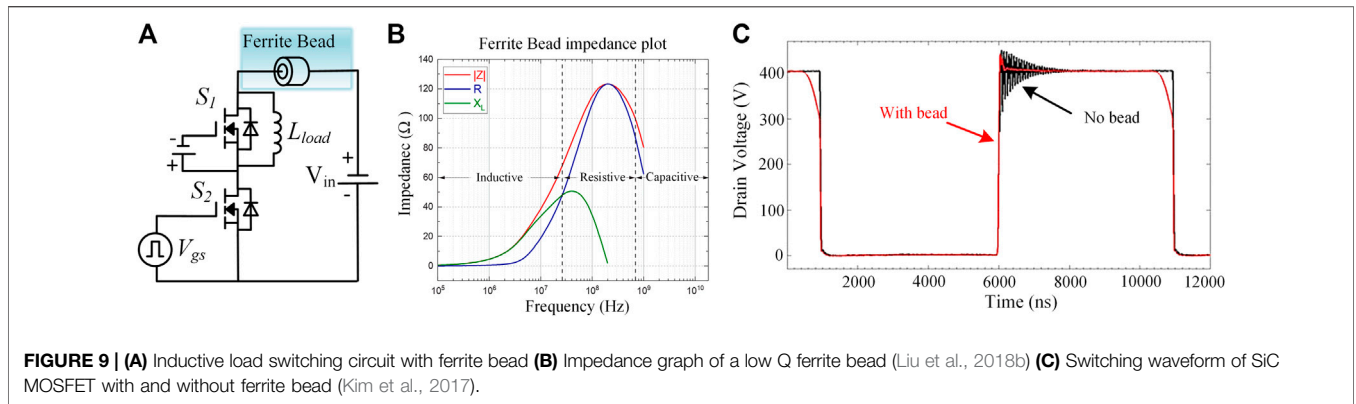 A
Ferrite Bead
S1
Lload
-
+
Vin
+
-
S2
Vgs
B
Ferrite Bead impedance plot
|Z|
R
XL
140
120
100
80
60
40
20
0
Inductive
Resistive
Capacitive
Impedanec (Ω)
10^5
10^6
10^7
10^8
10^9
10^10
Frequency (Hz)
C
400
300
200
100
0
Drain Voltage (V)
With bead
No bead
2000
4000
6000
8000
10000
12000
Time (ns)
FIGURE 9 | (A) Inductive load switching circuit with ferrite bead (B) Impedance graph of a low Q ferrite bead (Liu et al., 2018b) (C) Switching waveform of SiC
MOSFET with and without ferrite bead (Kim et al., 2017).